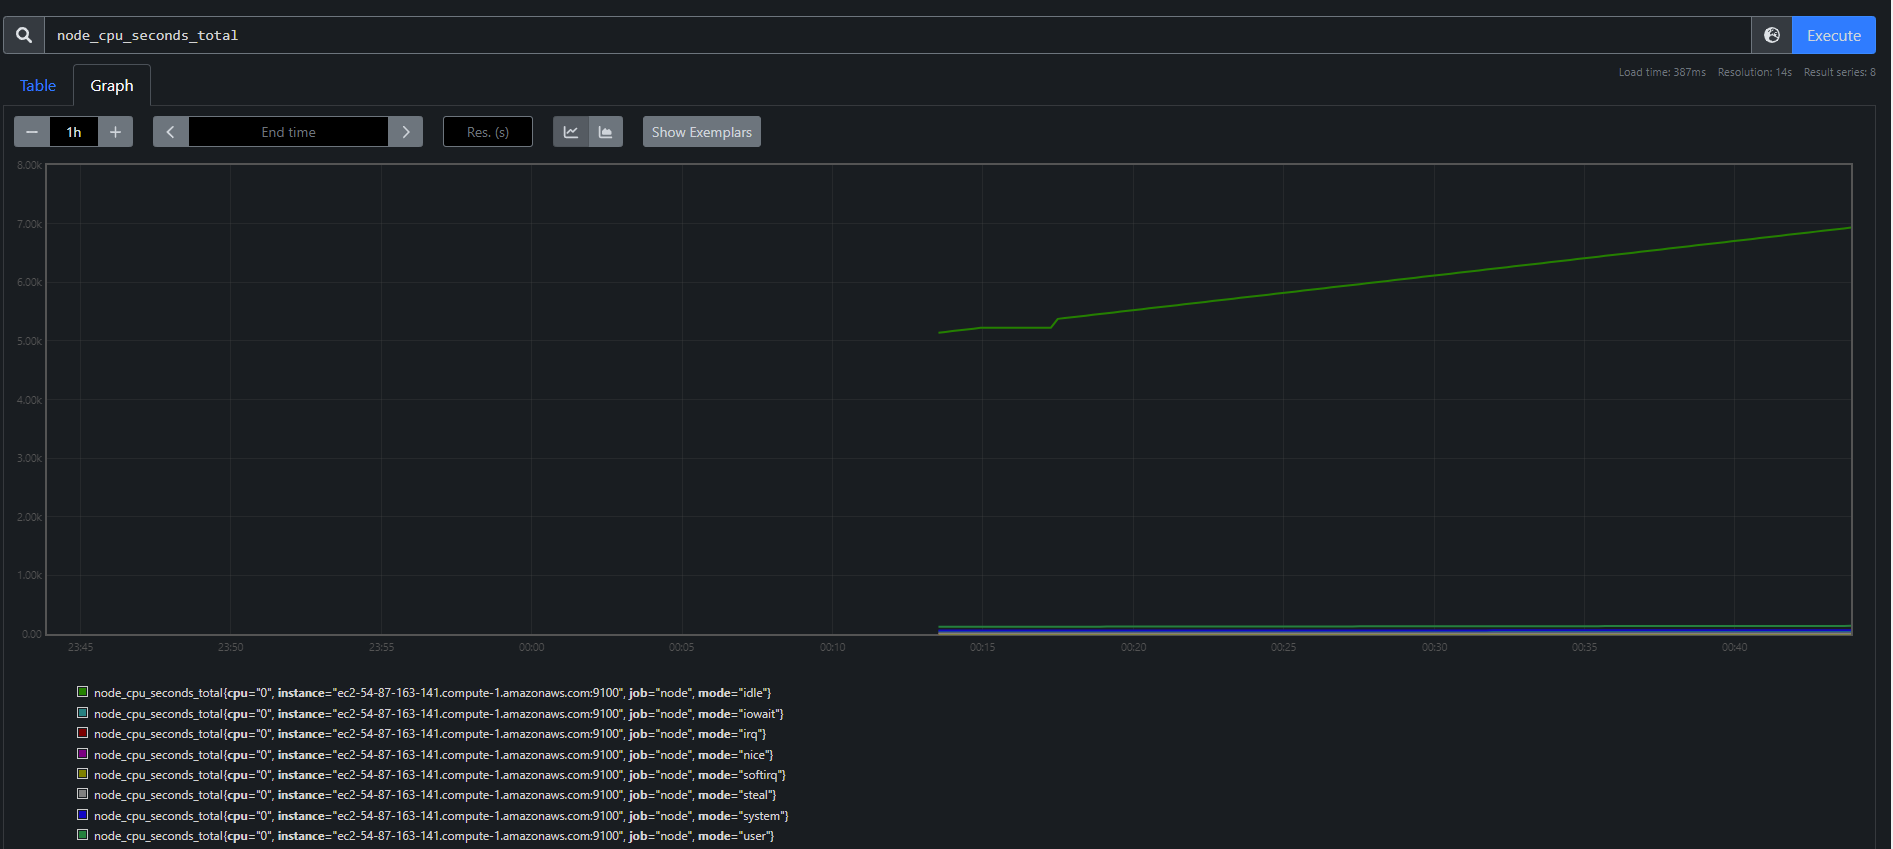 node_cpu_seconds_total
Execute
Load time: 387ms Resolution: 14s Result series: 8
Table
Graph
1h
End time
Res. (s)
Show Exemplars
8.00k
7.00k
6.00k
5.00k
4.00k
3.00k
2.00k
1.00k
0.00
23:45 23:50 23:55 00:00 00:05 00:10 00:15 00:20 00:25 00:30 00:35 00:40
node_cpu_seconds_total{cpu="0", instance="ec2-54-87-163-141.compute-1.amazonaws.com:9100", job="node", mode="idle"}
node_cpu_seconds_total{cpu="0", instance="ec2-54-87-163-141.compute-1.amazonaws.com:9100", job="node", mode="iowait"}
node_cpu_seconds_total{cpu="0", instance="ec2-54-87-163-141.compute-1.amazonaws.com:9100", job="node", mode="irq"}
node_cpu_seconds_total{cpu="0", instance="ec2-54-87-163-141.compute-1.amazonaws.com:9100", job="node", mode="nice"}
node_cpu_seconds_total{cpu="0", instance="ec2-54-87-163-141.compute-1.amazonaws.com:9100", job="node", mode="softirq"}
node_cpu_seconds_total{cpu="0", instance="ec2-54-87-163-141.compute-1.amazonaws.com:9100", job="node", mode="steal"}
node_cpu_seconds_total{cpu="0", instance="ec2-54-87-163-141.compute-1.amazonaws.com:9100", job="node", mode="system"}
node_cpu_seconds_total{cpu="0", instance="ec2-54-87-163-141.compute-1.amazonaws.com:9100", job="node", mode="user"}